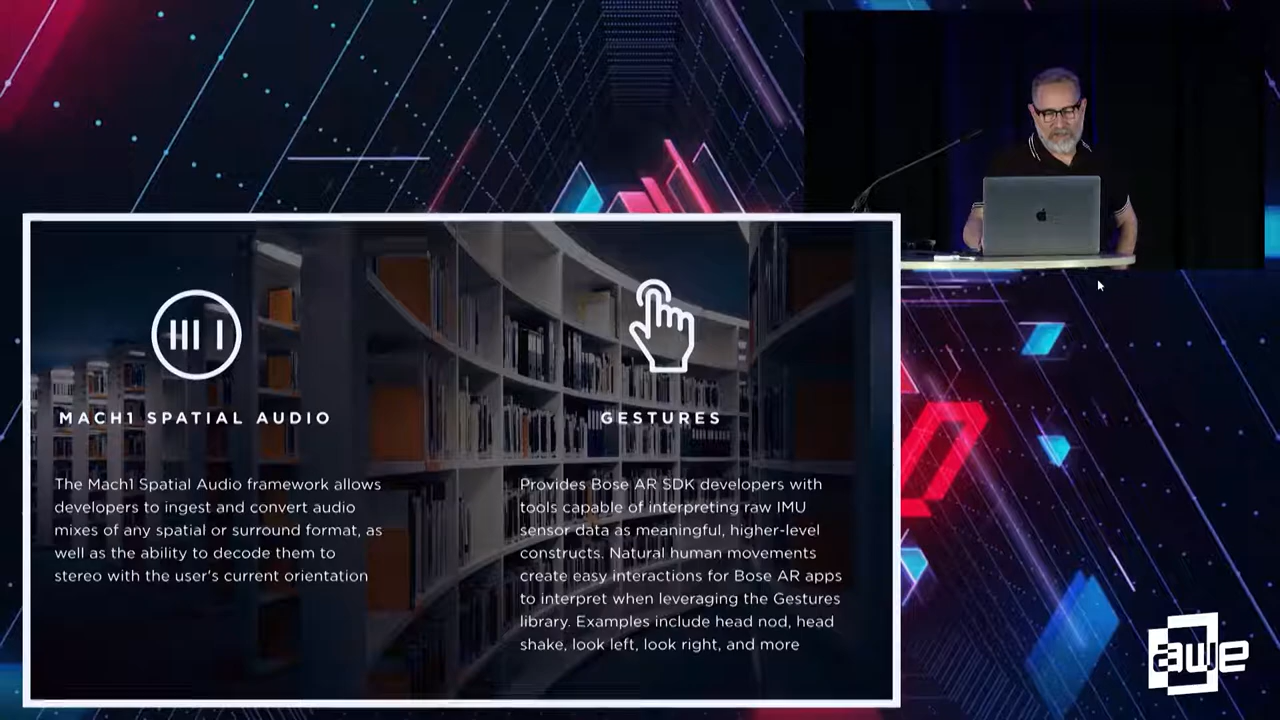 MACH1 SPATIAL AUDIO
The Mach1 Spatial Audio framework allows
developers to ingest and convert audio
mixes of any spatial or surround format, as
well as the ability to decode them to
stereo with the user's current orientation
GESTURES
Provides Bose AR SDK developers with
tools capable of interpreting raw IMU
sensor data as meaningful, higher-level
constructs. Natural human movements
create easy interactions for Bose AR apps
to interpret when leveraging the Gestures
library. Examples include head nod, head
shake, look left, look right, and more
awe